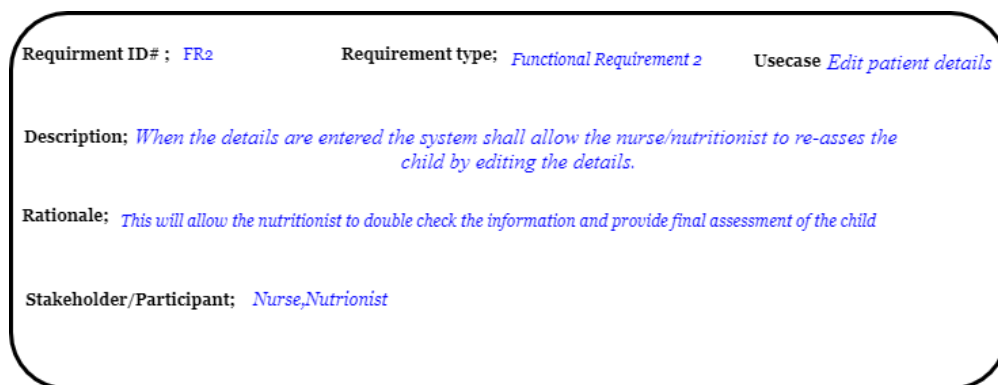 Requirment ID# ; FR2 Requirement type; Functional Requirement 2 Usecase Edit patient details
Description; When the details are entered the system shall allow the nurse/nutritionist to re-asses the
child by editing the details.
Rationale; This will allow the nutritionist to double check the information and provide final assessment of the child
Stakeholder/Participant; Nurse,Nutrionist